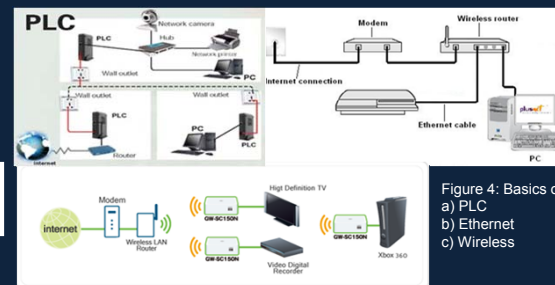 PLC
Network camera
PLC
Hub
Network printer
Wall outlet
PC
Wall outlet
Wall outlet
PLC
PC
PLC
Router
Internet
Modem
Wireless router
Internet connection
Ethernet cable
PC
internet
Modem
Wireless LAN
Router
GW-SC150N
Higt Definition TV
GW-SC150N
Video Digital
Recorder
GW-SC150N
Xbox 360
Figure 4: Basics
a) PLC
b) Ethernet
c) Wireless